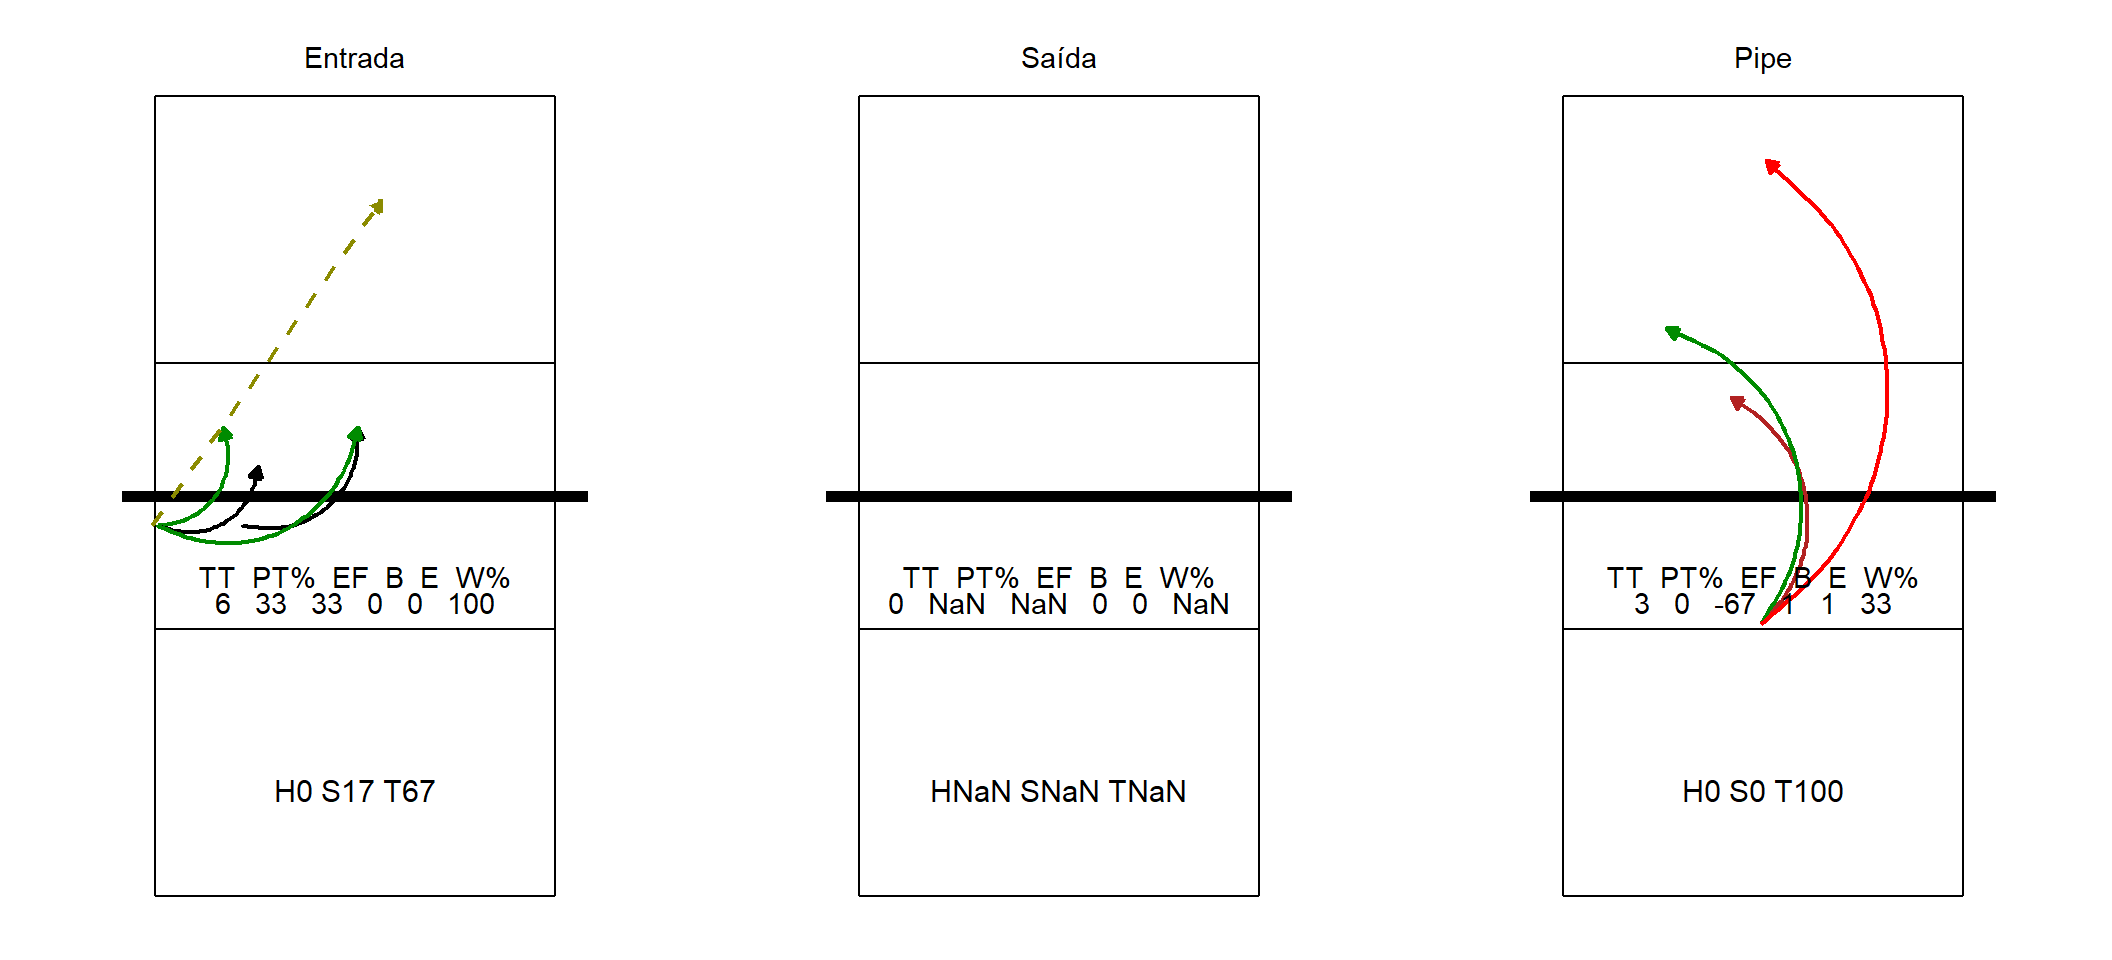 Entrada
TT PT% EF B E W%
6 33 33 0 0 100
H0 S17 T67
Saída
TT PT% EF B E W%
0 NaN NaN 0 0 NaN
HNaN SNaN TNaN
Pipe
TT PT% EF B E W%
3 0 -67 1 1 33
H0 S0 T100